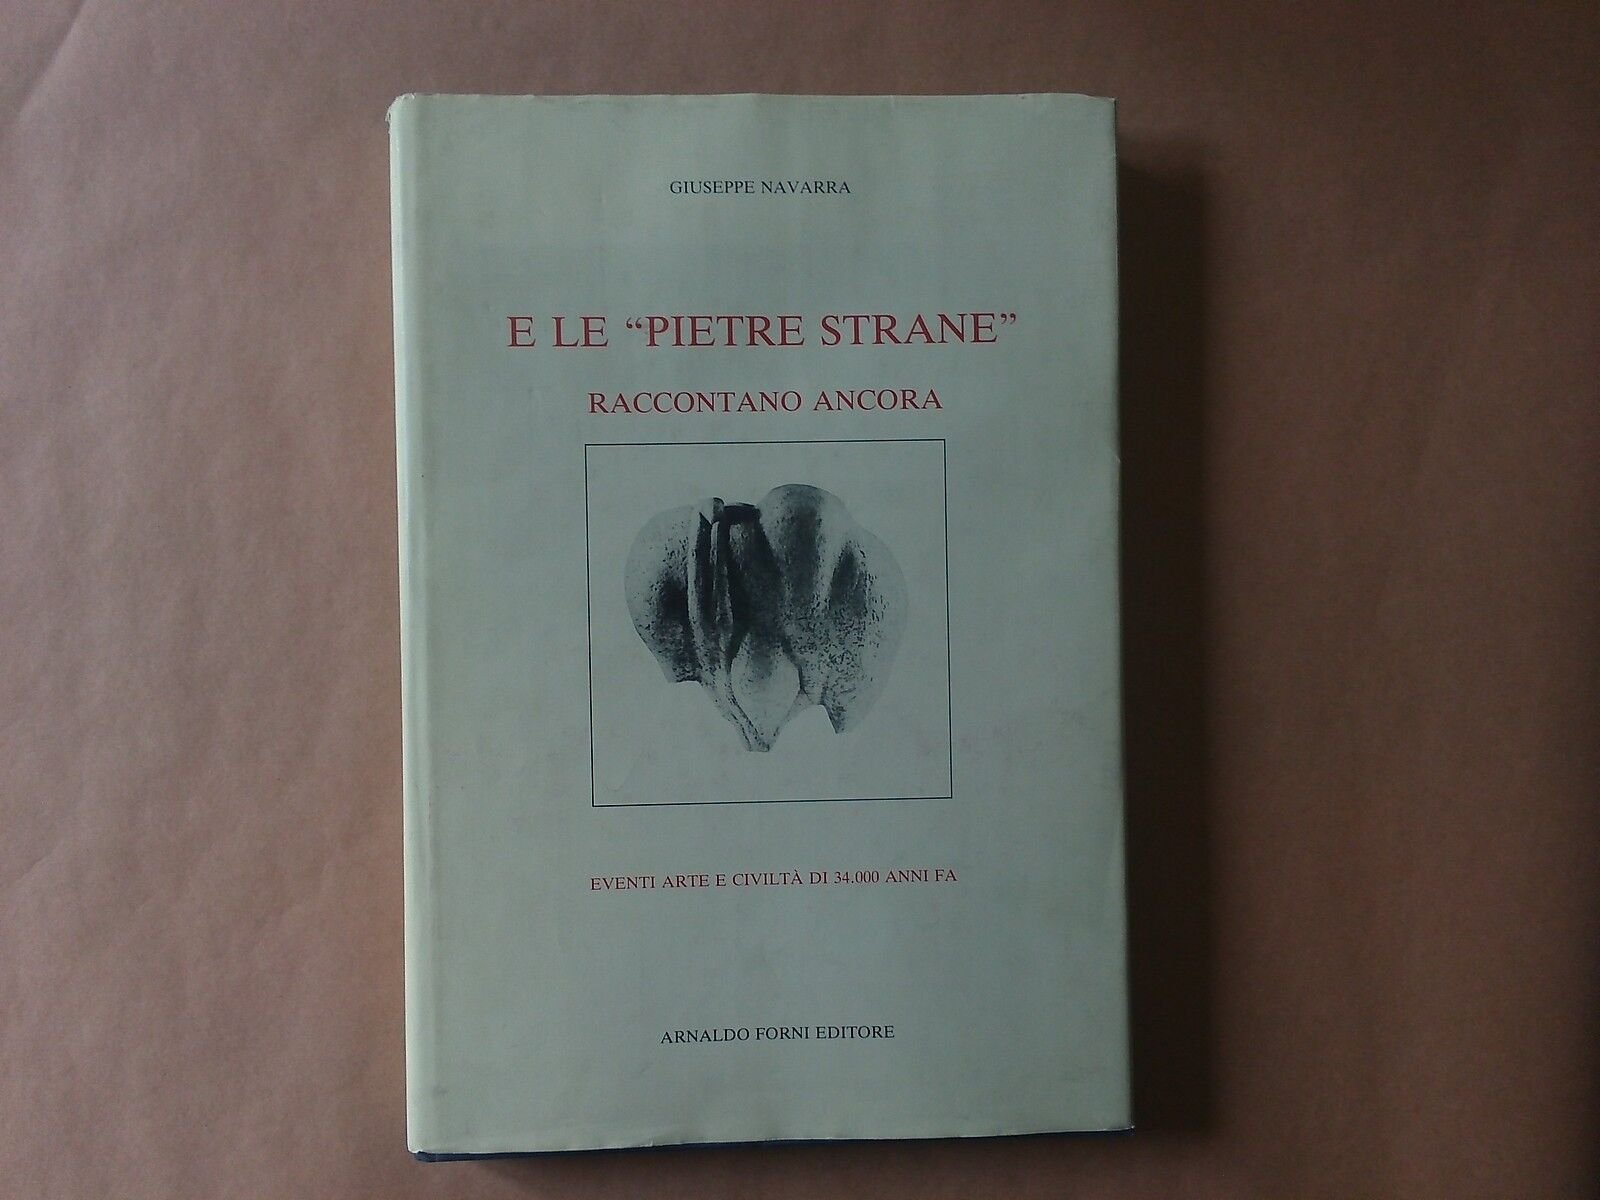 GIUSEPPE NAVARRA
E LE “PIETRE STRANE”
RACCONTANO ANCORA
EVENTI ARTE E CIVILTÀ DI 34.000 ANNI FA
ARNALDO FORNI EDITORE